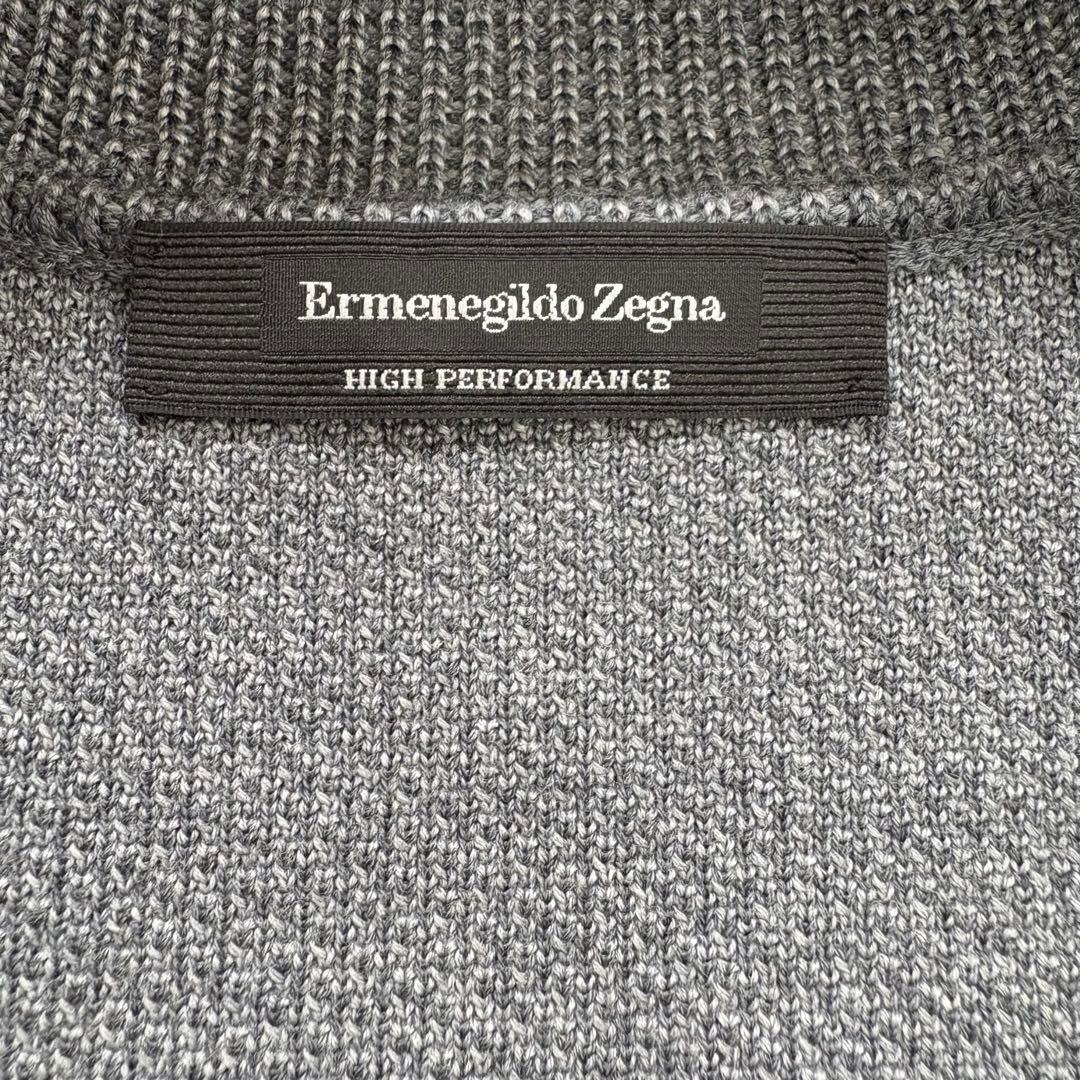 Ermenegildo Zegna
HIGH PERFORMANCE